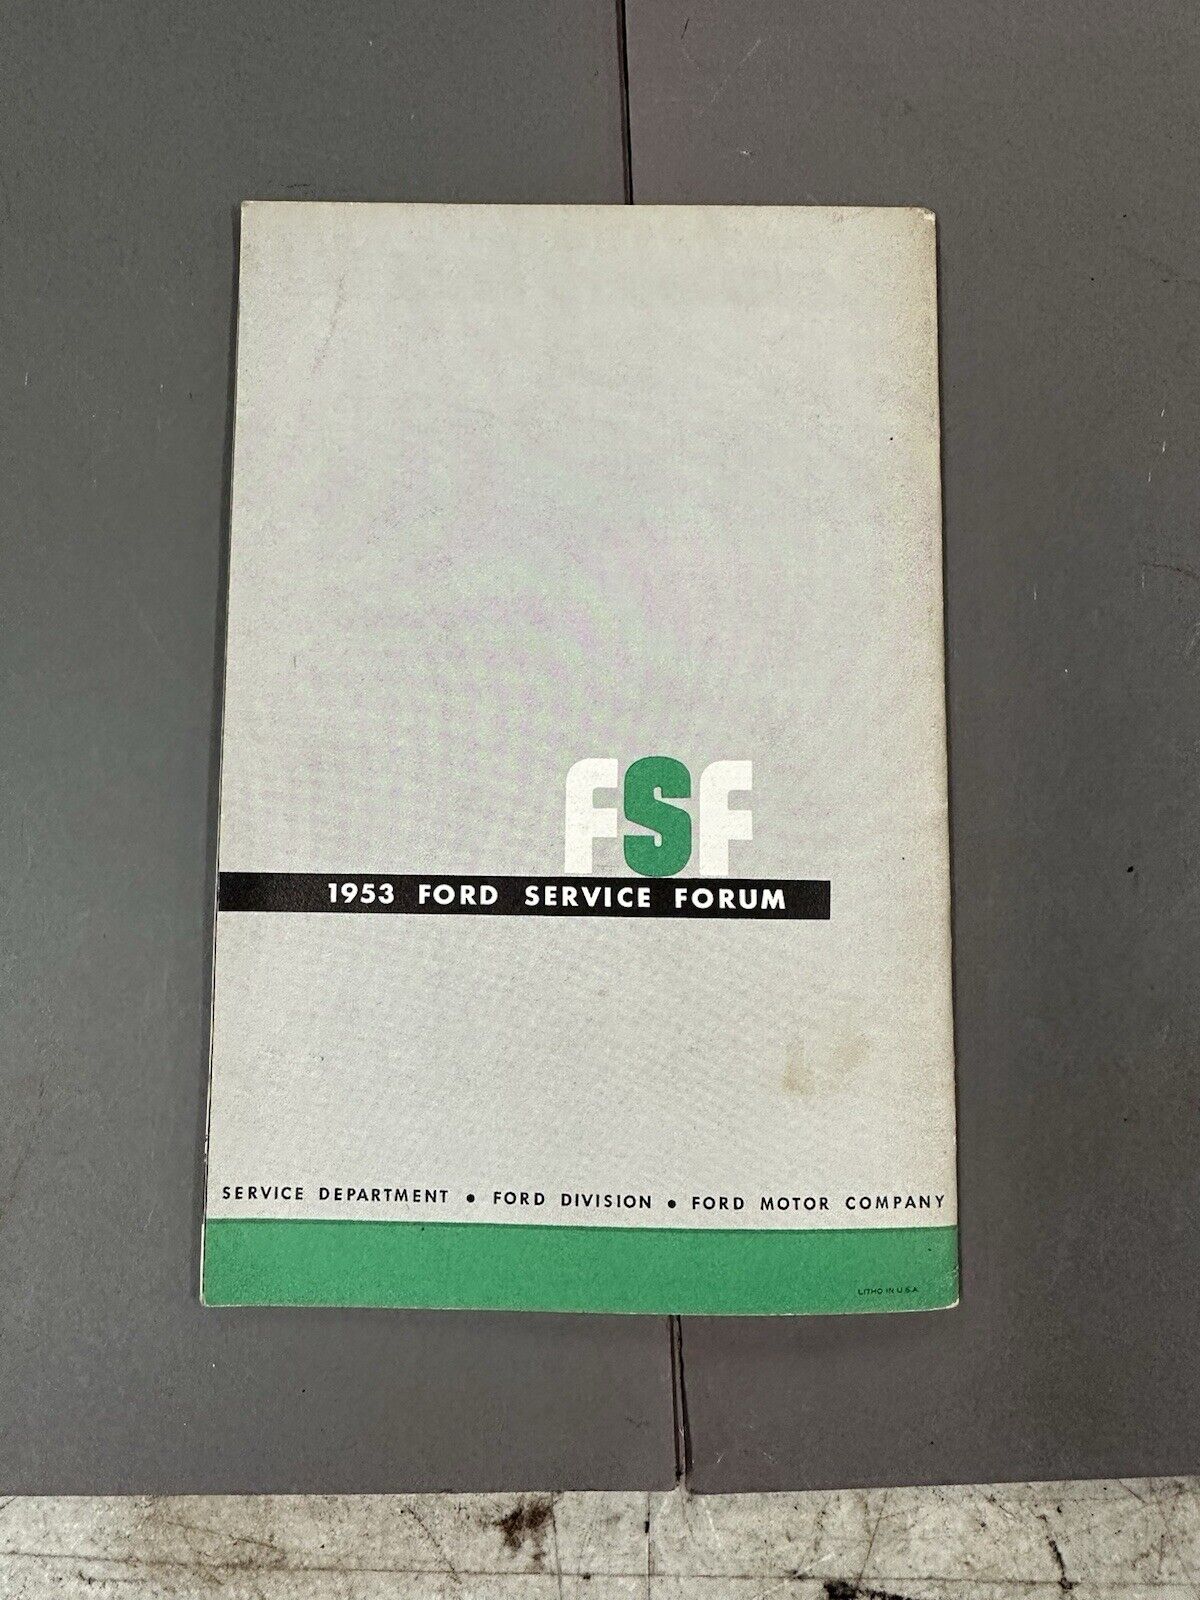 FSF
1953 FORD SERVICE FORUM
SERVICE DEPARTMENT • FORD DIVISION • FORD MOTOR COMPANY
LITHO IN U.S.A.